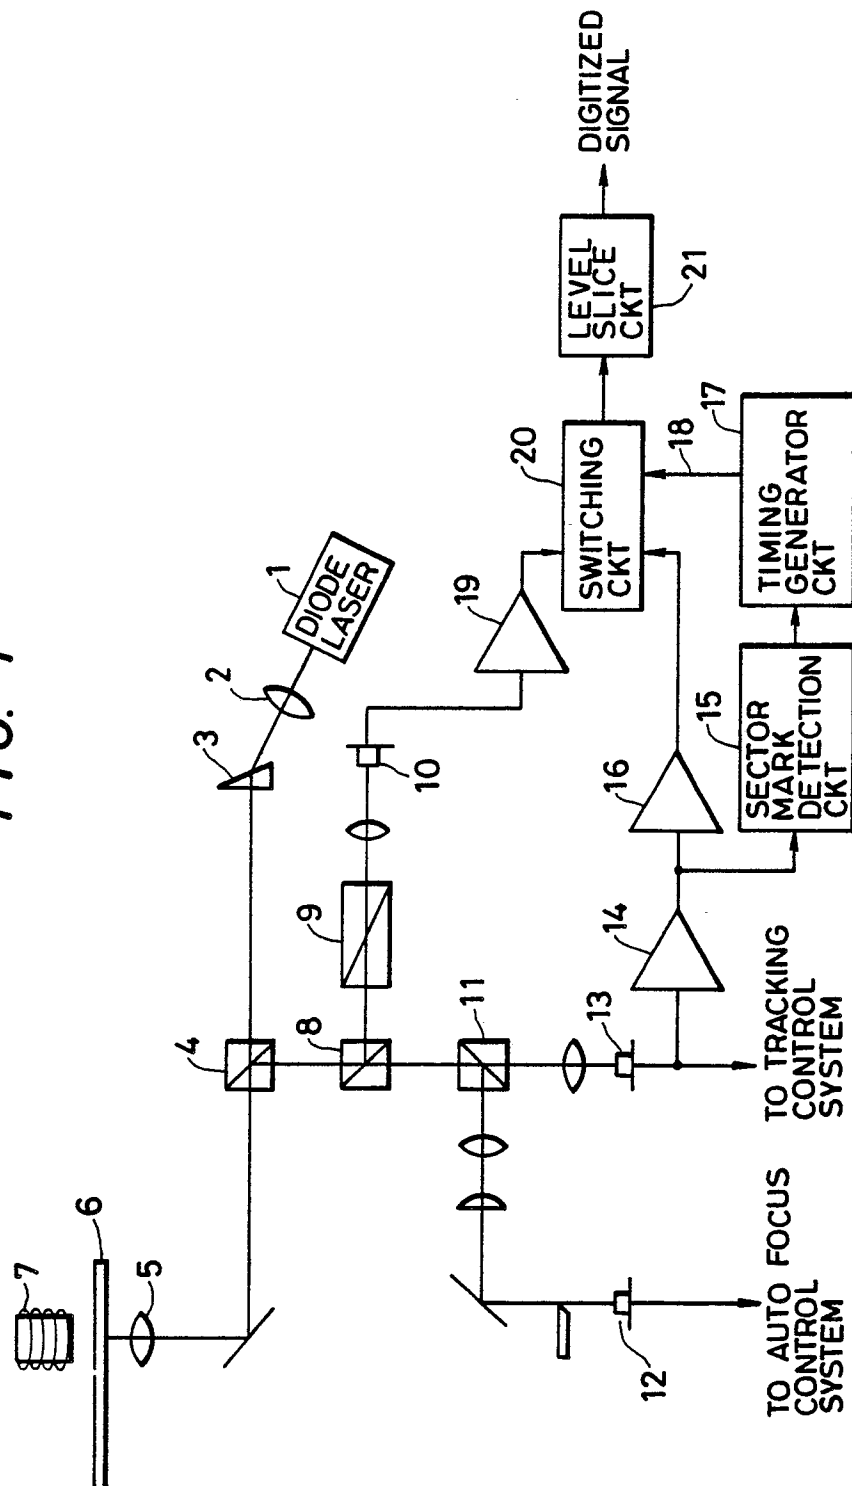 FIG. 1
7
6
5
4
3
2
1
DIODE
LASER
8
9
10
19
11
12
13
14
16
15
SECTOR
MARK
DETECTION
CKT
17
TIMING
GENERATOR
CKT
18
20
SWITCHING
CKT
21
LEVEL
SLICE
CKT
DIGITIZED
SIGNAL
TO AUTO FOCUS
CONTROL
SYSTEM
TO TRACKING
CONTROL
SYSTEM